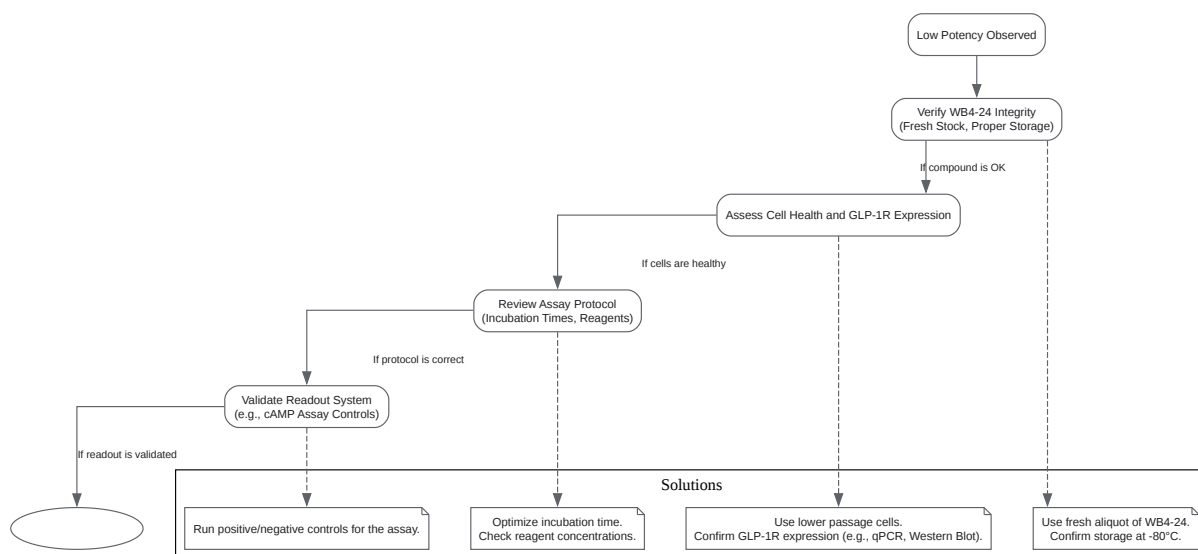 Low Potency Observed
Verify WB4-24 Integrity
(Fresh Stock, Proper Storage)
If compound is OK
Assess Cell Health and GLP-1R Expression
If cells are healthy
Review Assay Protocol
(Incubation Times, Reagents)
If protocol is correct
Validate Readout System
(e.g., cAMP Assay Controls)
If readout is validated
Solutions
Run positive/negative controls for the assay.
Optimize incubation time.
Check reagent concentrations.
Use lower passage cells.
Confirm GLP-1R expression (e.g., qPCR, Western Blot).
Use fresh aliquot of WB4-24.
Confirm storage at -80°C.